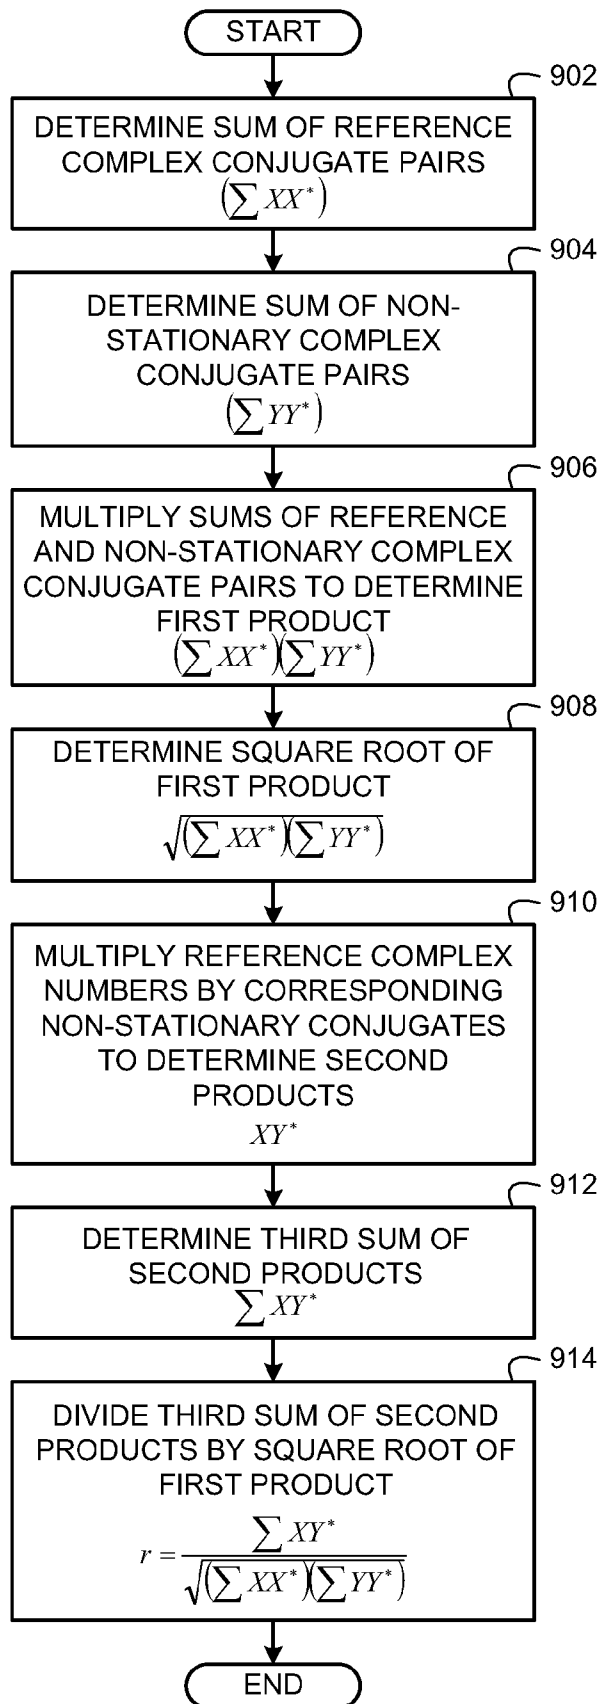 START
902
DETERMINE SUM OF REFERENCE
COMPLEX CONJUGATE PAIRS
(∑ XX*)
904
DETERMINE SUM OF NON-
STATIONARY COMPLEX
CONJUGATE PAIRS
(∑ YY*)
906
MULTIPLY SUMS OF REFERENCE
AND NON-STATIONARY COMPLEX
CONJUGATE PAIRS TO DETERMINE
FIRST PRODUCT
(∑ XX*)(∑ YY*)
908
DETERMINE SQUARE ROOT OF
FIRST PRODUCT
√(∑ XX*)(∑ YY*)
910
MULTIPLY REFERENCE COMPLEX
NUMBERS BY CORRESPONDING
NON-STATIONARY CONJUGATES
TO DETERMINE SECOND
PRODUCTS
XY*
912
DETERMINE THIRD SUM OF
SECOND PRODUCTS
∑ XY*
914
DIVIDE THIRD SUM OF SECOND
PRODUCTS BY SQUARE ROOT OF
FIRST PRODUCT
∑ XY*
r =
√(∑ XX*)(∑ YY*)
END